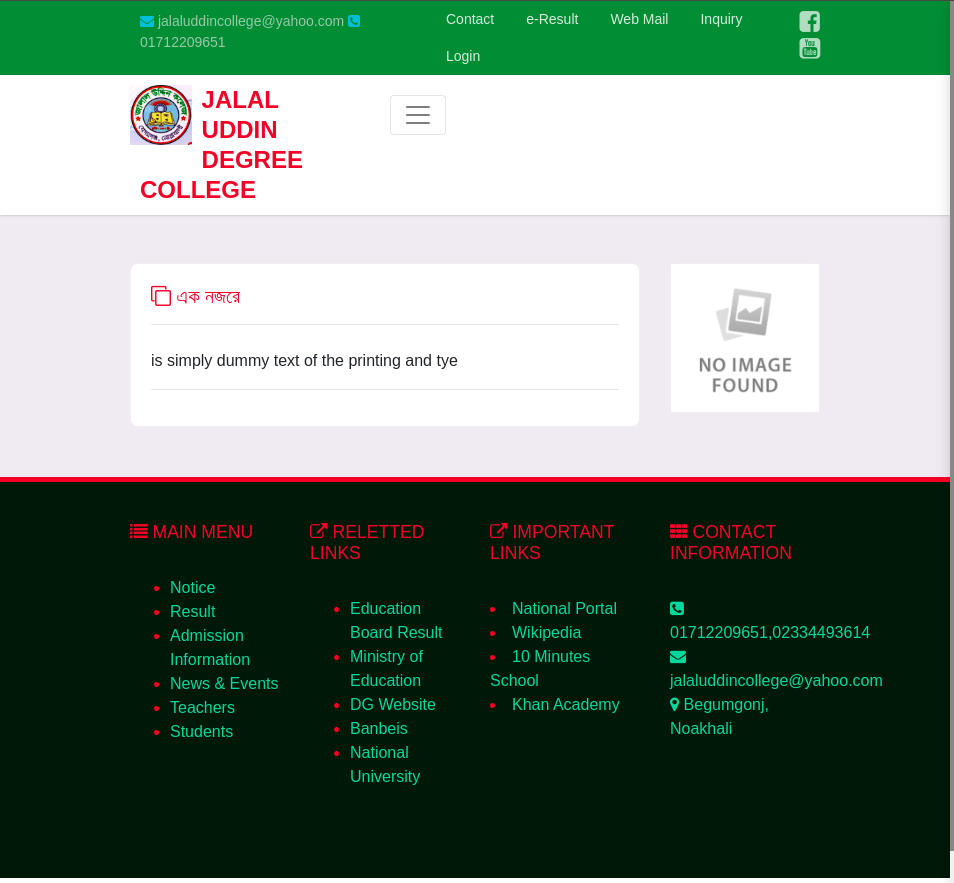 jalaluddincollege@yahoo.com
01712209651
Contact e-Result Web Mail Inquiry
Login
JALAL
UDDIN
DEGREE
COLLEGE
এক নজরে
is simply dummy text of the printing and tye
NO IMAGE
FOUND
MAIN MENU
Notice
Result
Admission
Information
News & Events
Teachers
Students
RELETTED
LINKS
Education
Board Result
Ministry of
Education
DG Website
Banbeis
National
University
IMPORTANT
LINKS
National Portal
Wikipedia
10 Minutes
School
Khan Academy
CONTACT
INFORMATION
01712209651,02334493614
jalaluddincollege@yahoo.com
Begumgonj,
Noakhali